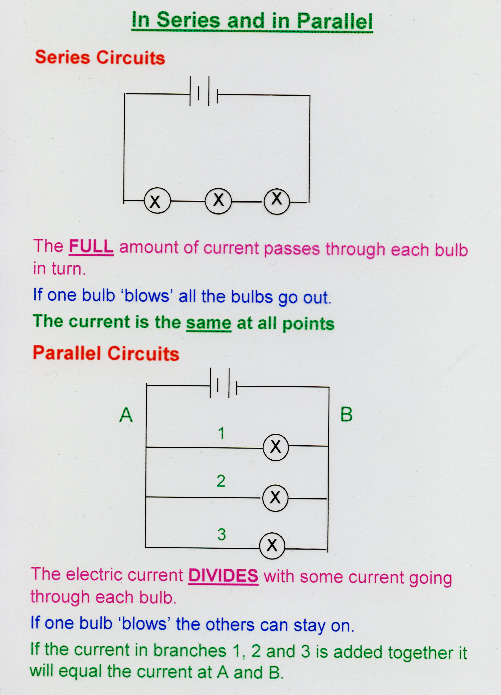 In Series and in Parallel
Series Circuits
X X X
The FULL amount of current passes through each bulb
in turn.
If one bulb ‘blows’ all the bulbs go out.
The current is the same at all points
Parallel Circuits
A B
1
X
2
X
3
X
The electric current DIVIDES with some current going
through each bulb.
If one bulb ‘blows’ the others can stay on.
If the current in branches 1, 2 and 3 is added together it
will equal the current at A and B.